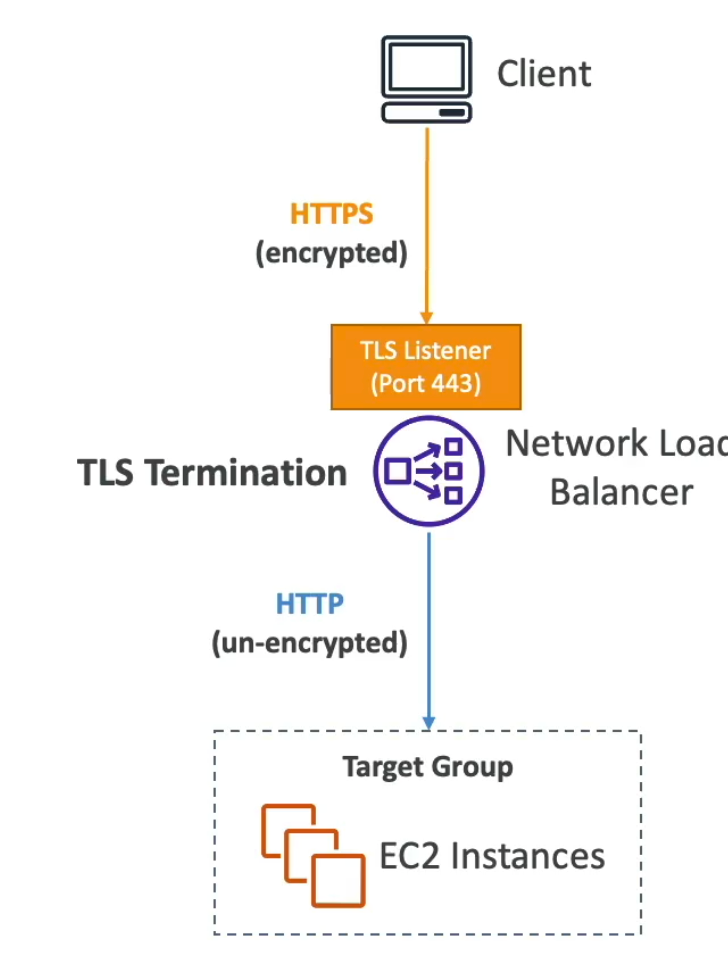 Client
HTTPS
(encrypted)
TLS Listener
(Port 443)
TLS Termination
Network Load
Balancer
HTTP
(un-encrypted)
Target Group
EC2 Instances